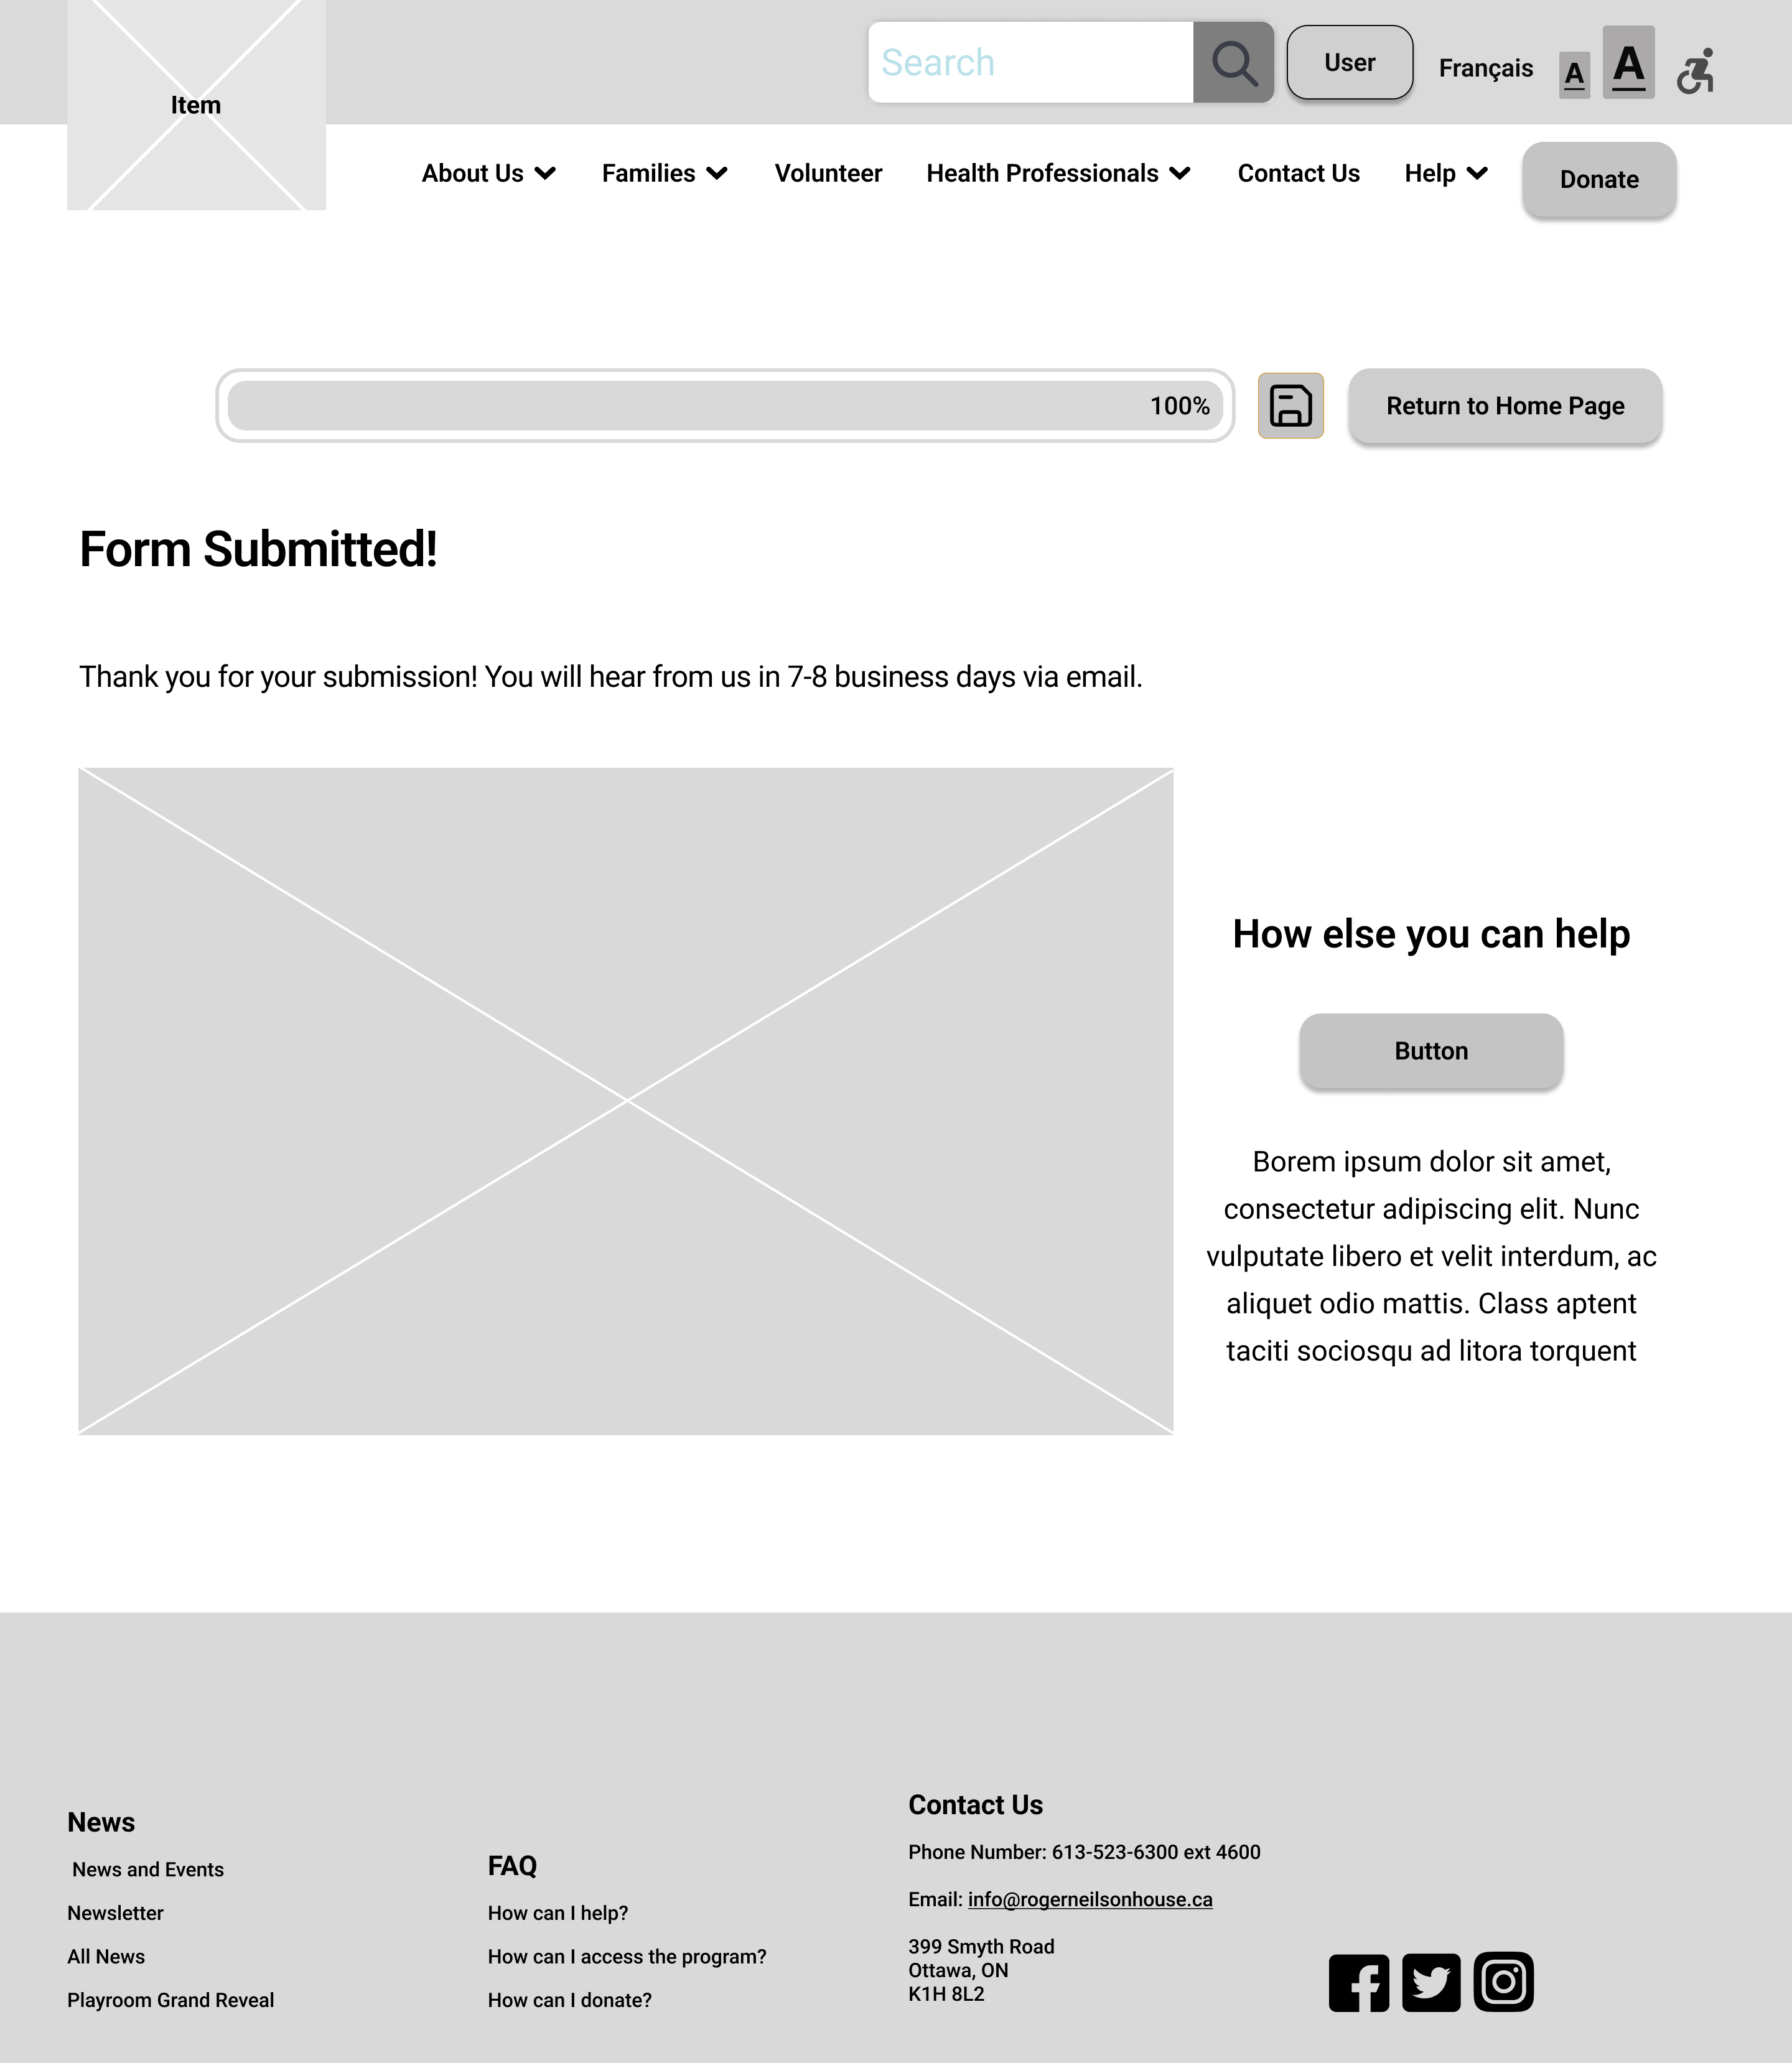 Item
Search
User
Français
A
A
About Us
Families
Volunteer
Health Professionals
Contact Us
Help
Donate
100%
Return to Home Page
Form Submitted!
Thank you for your submission! You will hear from us in 7-8 business days via email.
How else you can help
Button
Borem ipsum dolor sit amet,
consectetur adipiscing elit. Nunc
vulputate libero et velit interdum, ac
aliquet odio mattis. Class aptent
taciti sociosqu ad litora torquent
News
News and Events
Newsletter
All News
Playroom Grand Reveal
FAQ
How can I help?
How can I access the program?
How can I donate?
Contact Us
Phone Number: 613-523-6300 ext 4600
Email: info@rogerneilsonhouse.ca
399 Smyth Road
Ottawa, ON
K1H 8L2